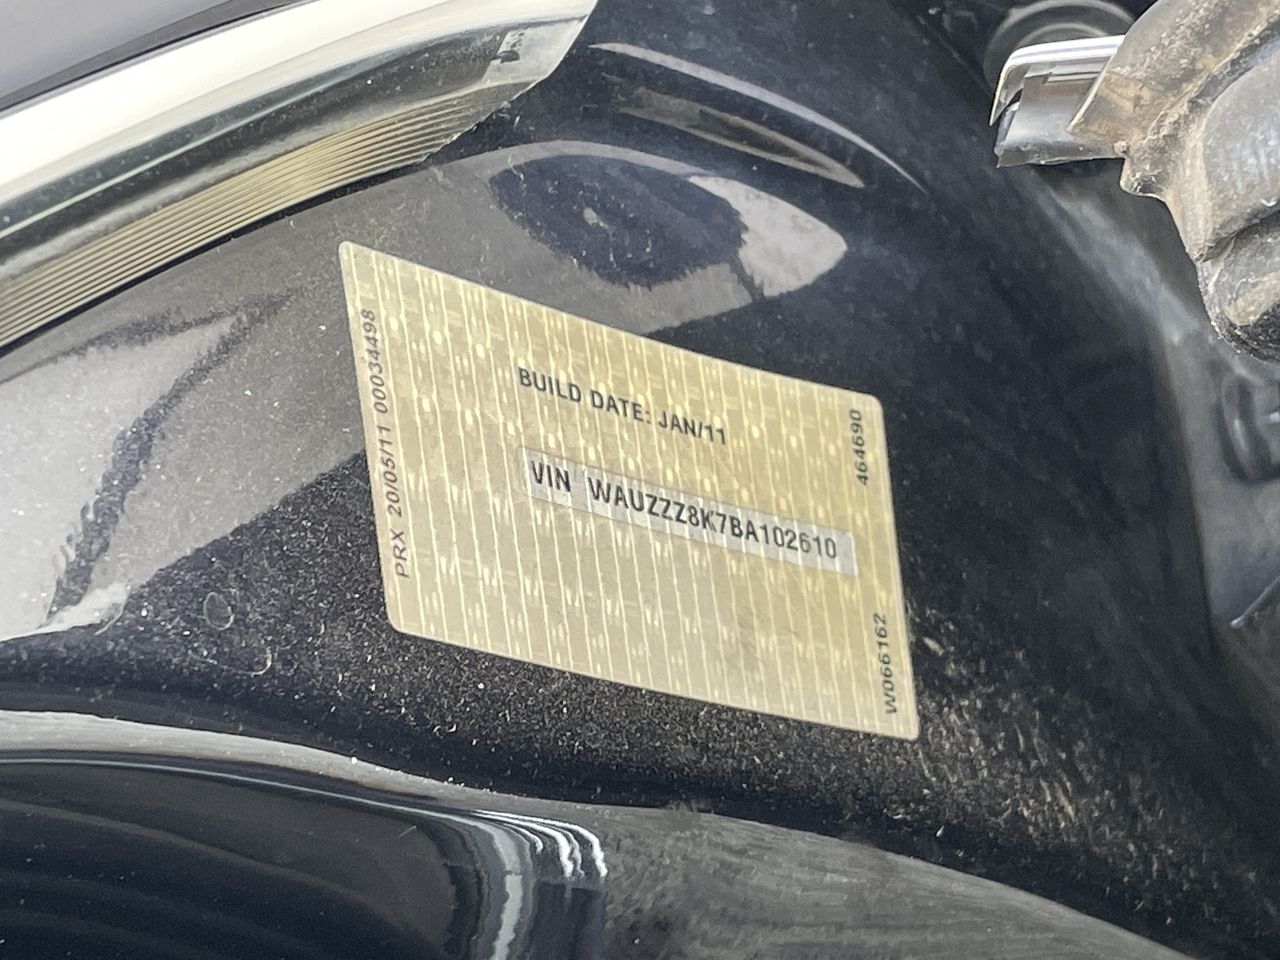 BUILD DATE: JAN/11
VIN WAUZZZ8K7BA102610
PRX 20/05/11 00034498
464690
W066162